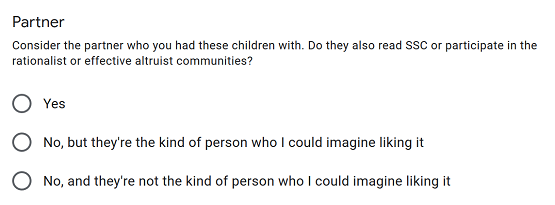 Partner
Consider the partner who you had these children with. Do they also read SSC or participate in the
rationalist or effective altruist communities?
Yes
No, but they're the kind of person who I could imagine liking it
No, and they're not the kind of person who I could imagine liking it